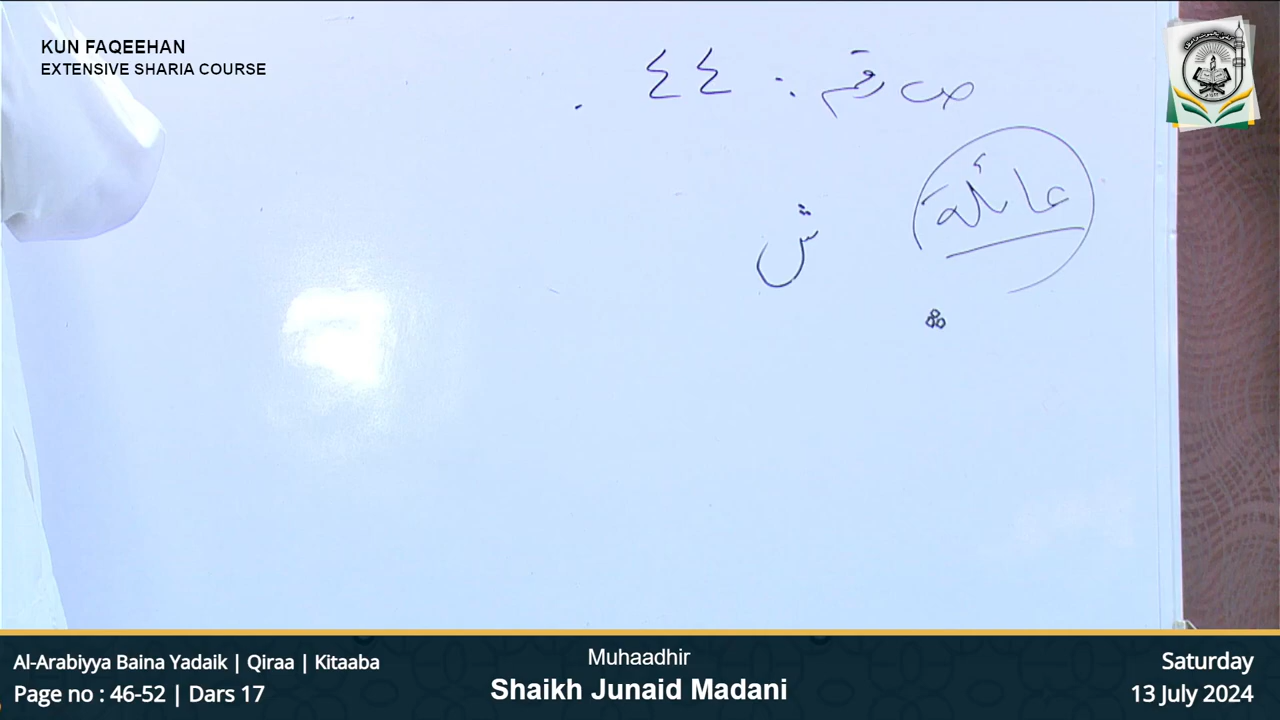 KUN FAQEEHAN
EXTENSIVE SHARIA COURSE
ص رقم : ٤٤ .
عائلة
ش
Al-Arabiyya Baina Yadaik | Qiraa | Kitaaba
Page no : 46-52 | Dars 17
Muhaadhir
Shaikh Junaid Madani
Saturday
13 July 2024